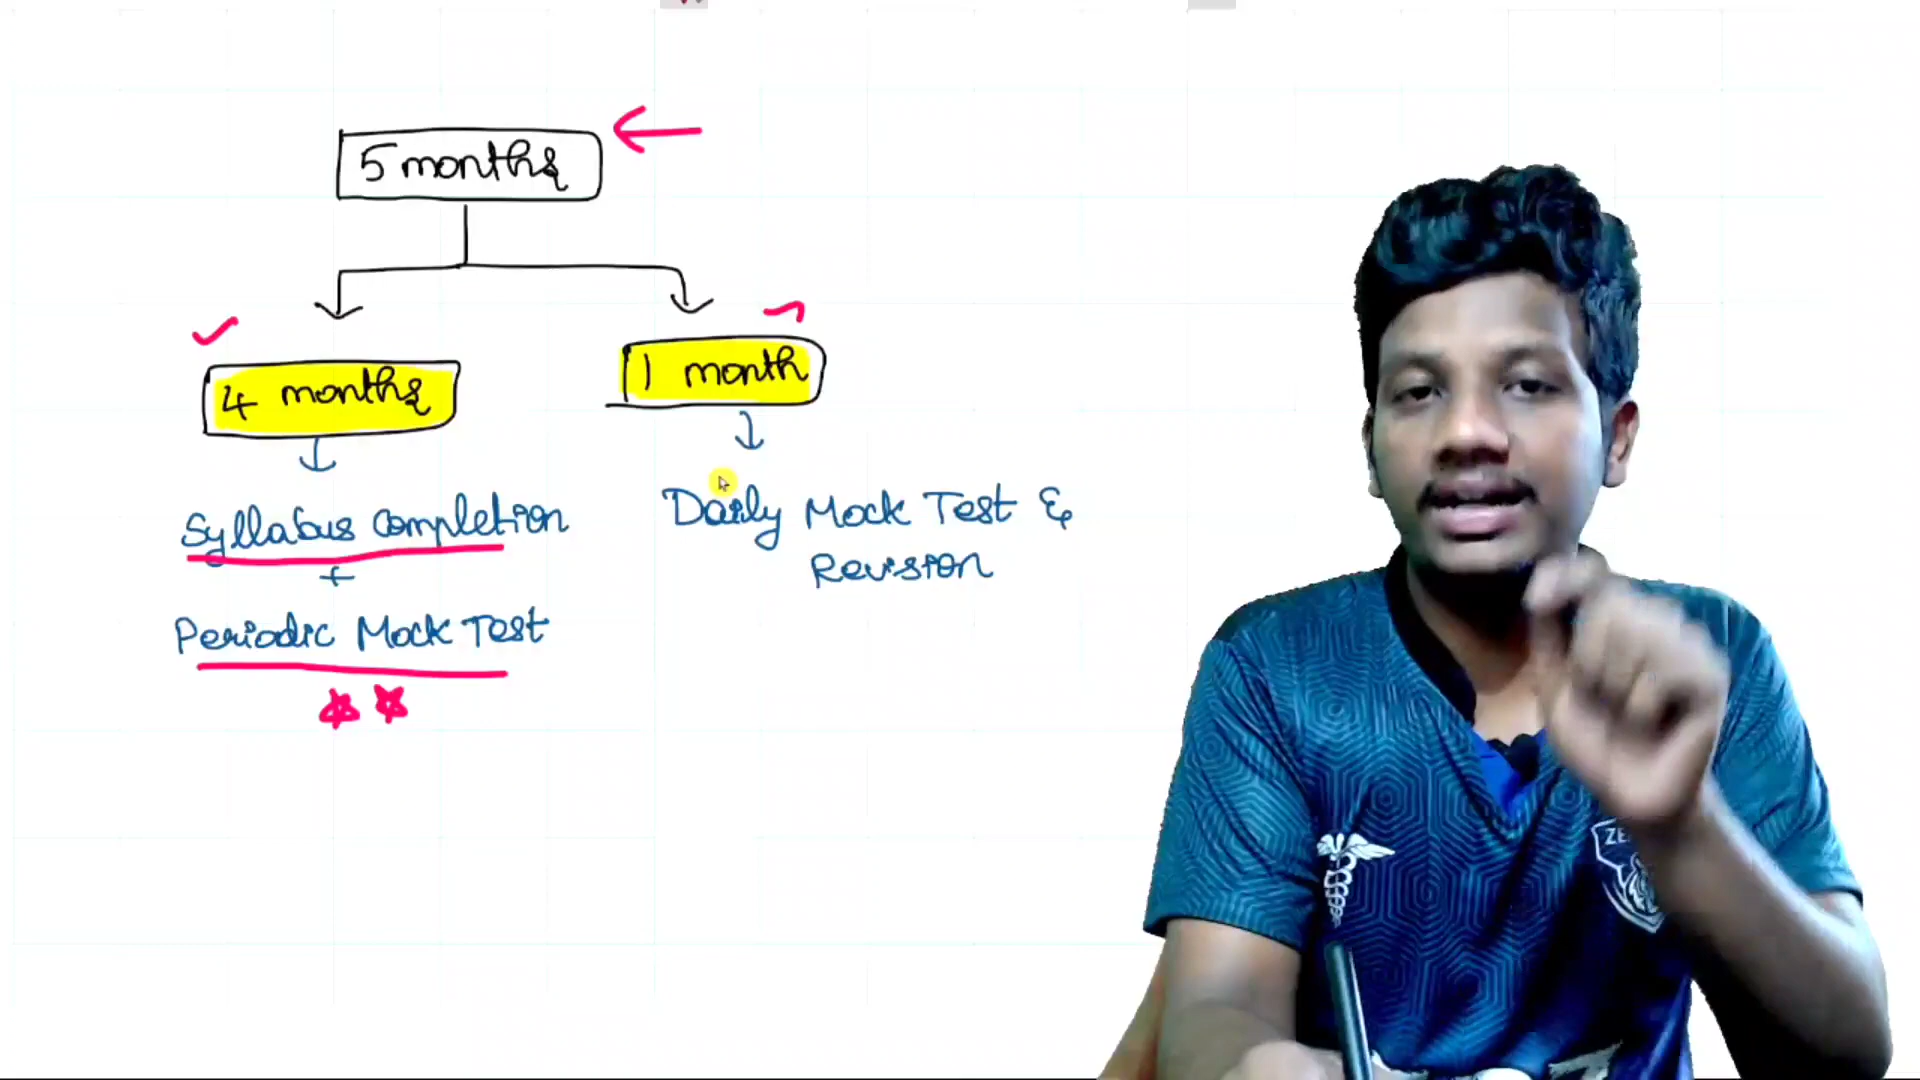 5 months
4 months
1 month
Syllabus Completion
+
Periodic Mock Test
Daily Mock Test &
Revision